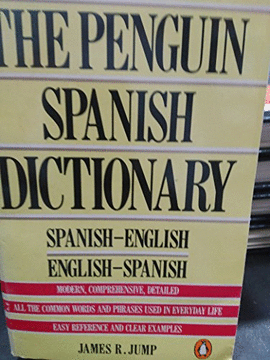 THE PENGUIN
SPANISH
DICTIONARY
SPANISH–ENGLISH
ENGLISH–SPANISH
MODERN, COMPREHENSIVE, DETAILED
ALL THE COMMON WORDS AND PHRASES USED IN EVERYDAY LIFE
EASY REFERENCE AND CLEAR EXAMPLES
JAMES R. JUMP